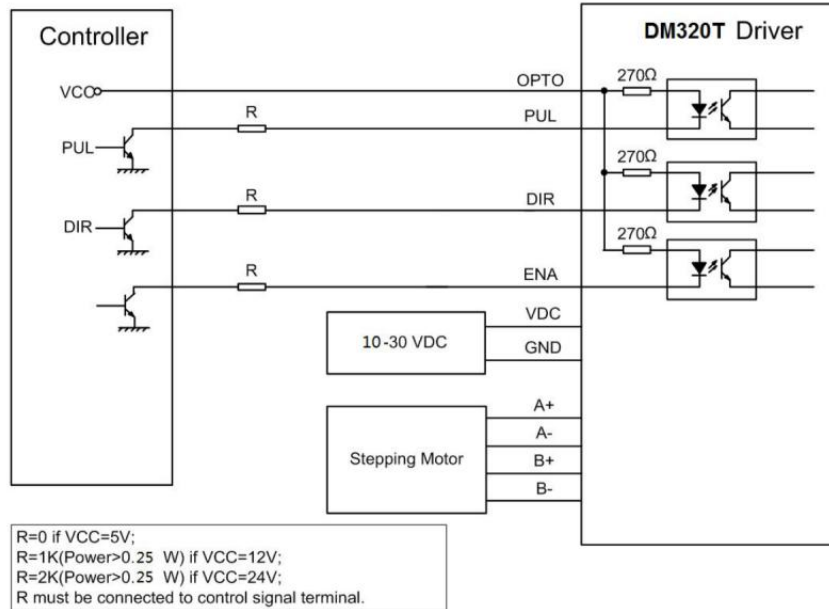 Controller
DM320T Driver
VCC
OPTO
270Ω
R
PUL
PUL
270Ω
R
DIR
DIR
270Ω
R
ENA
VDC
10-30 VDC
GND
A+
A-
Stepping Motor
B+
B-
R=0 if VCC=5V;
R=1K(Power>0.25 W) if VCC=12V;
R=2K(Power>0.25 W) if VCC=24V;
R must be connected to control signal terminal.